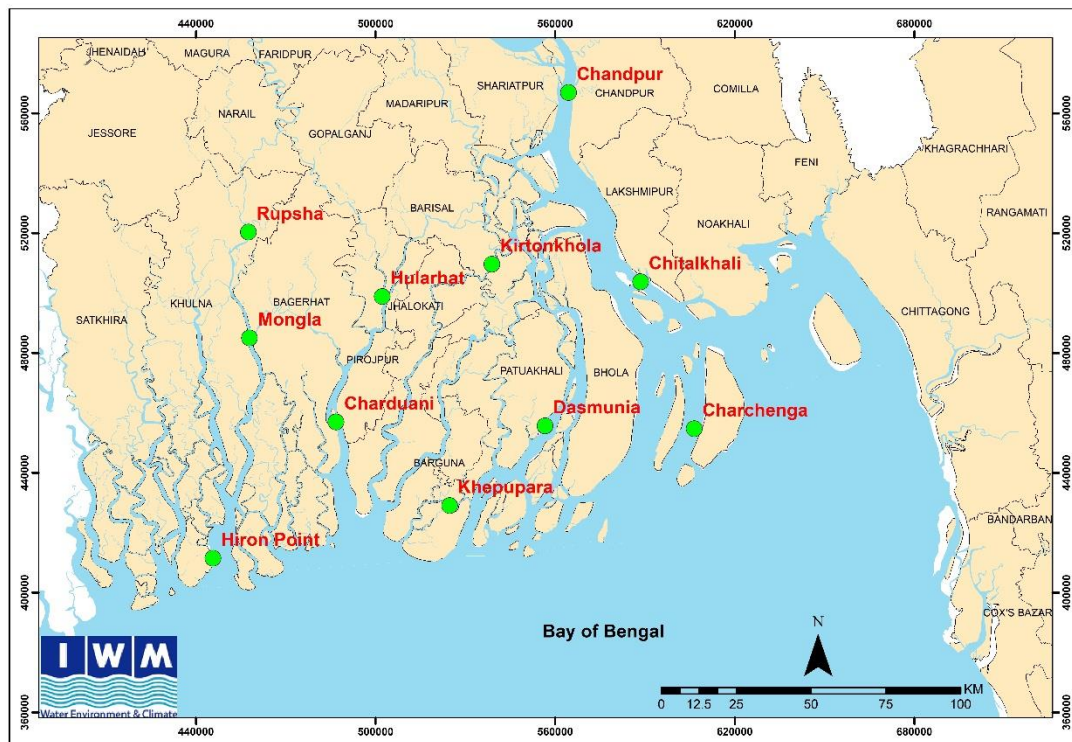 440000 500000 560000 620000 680000
JHENAIDAH
MAGURA
FARIDPUR
SHARIATPUR
Chandpur
CHANDPUR
COMILLA
MADARIPUR
NARAIL
GOPALGANJ
JESSORE
560000
560000
FENI
KHAGRACHHARI
LAKSHMIPUR
BARISAL
Rupsha
NOAKHALI
RANGAMATI
520000
520000
Kirtonkhola
Chitalkhali
Hularhat
KHULNA
BAGERHAT
JHALOKATI
SATKHIRA
CHITTAGONG
Mongla
480000
480000
PIROJPUR
PATUAKHALI
BHOLA
Charduani
Dasmunia
Charchenga
440000
440000
BARGUNA
Khepupara
BANDARBAN
Hiron Point
400000
400000
COX'S BAZAR
Bay of Bengal
N
IWM
Water Environment & Climate
KM
0 12.5 25 50 75 100
360000
360000
440000 500000 560000 620000 680000